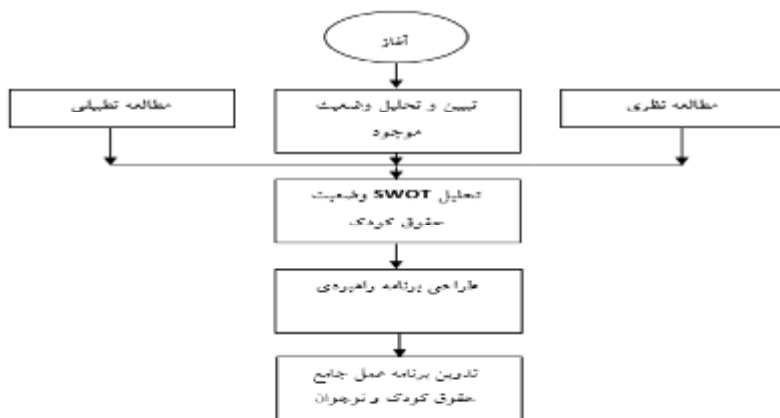 آغاز
مطالعه نظری
تبیین و تحلیل وضعیت
موجود
مطالعه تطبیقی
تحلیل SWOT وضعیت
حقوق کودک
طراحی برنامه راهبردی
تدوین برنامه عمل جامع
حقوق کودک و نوجوان